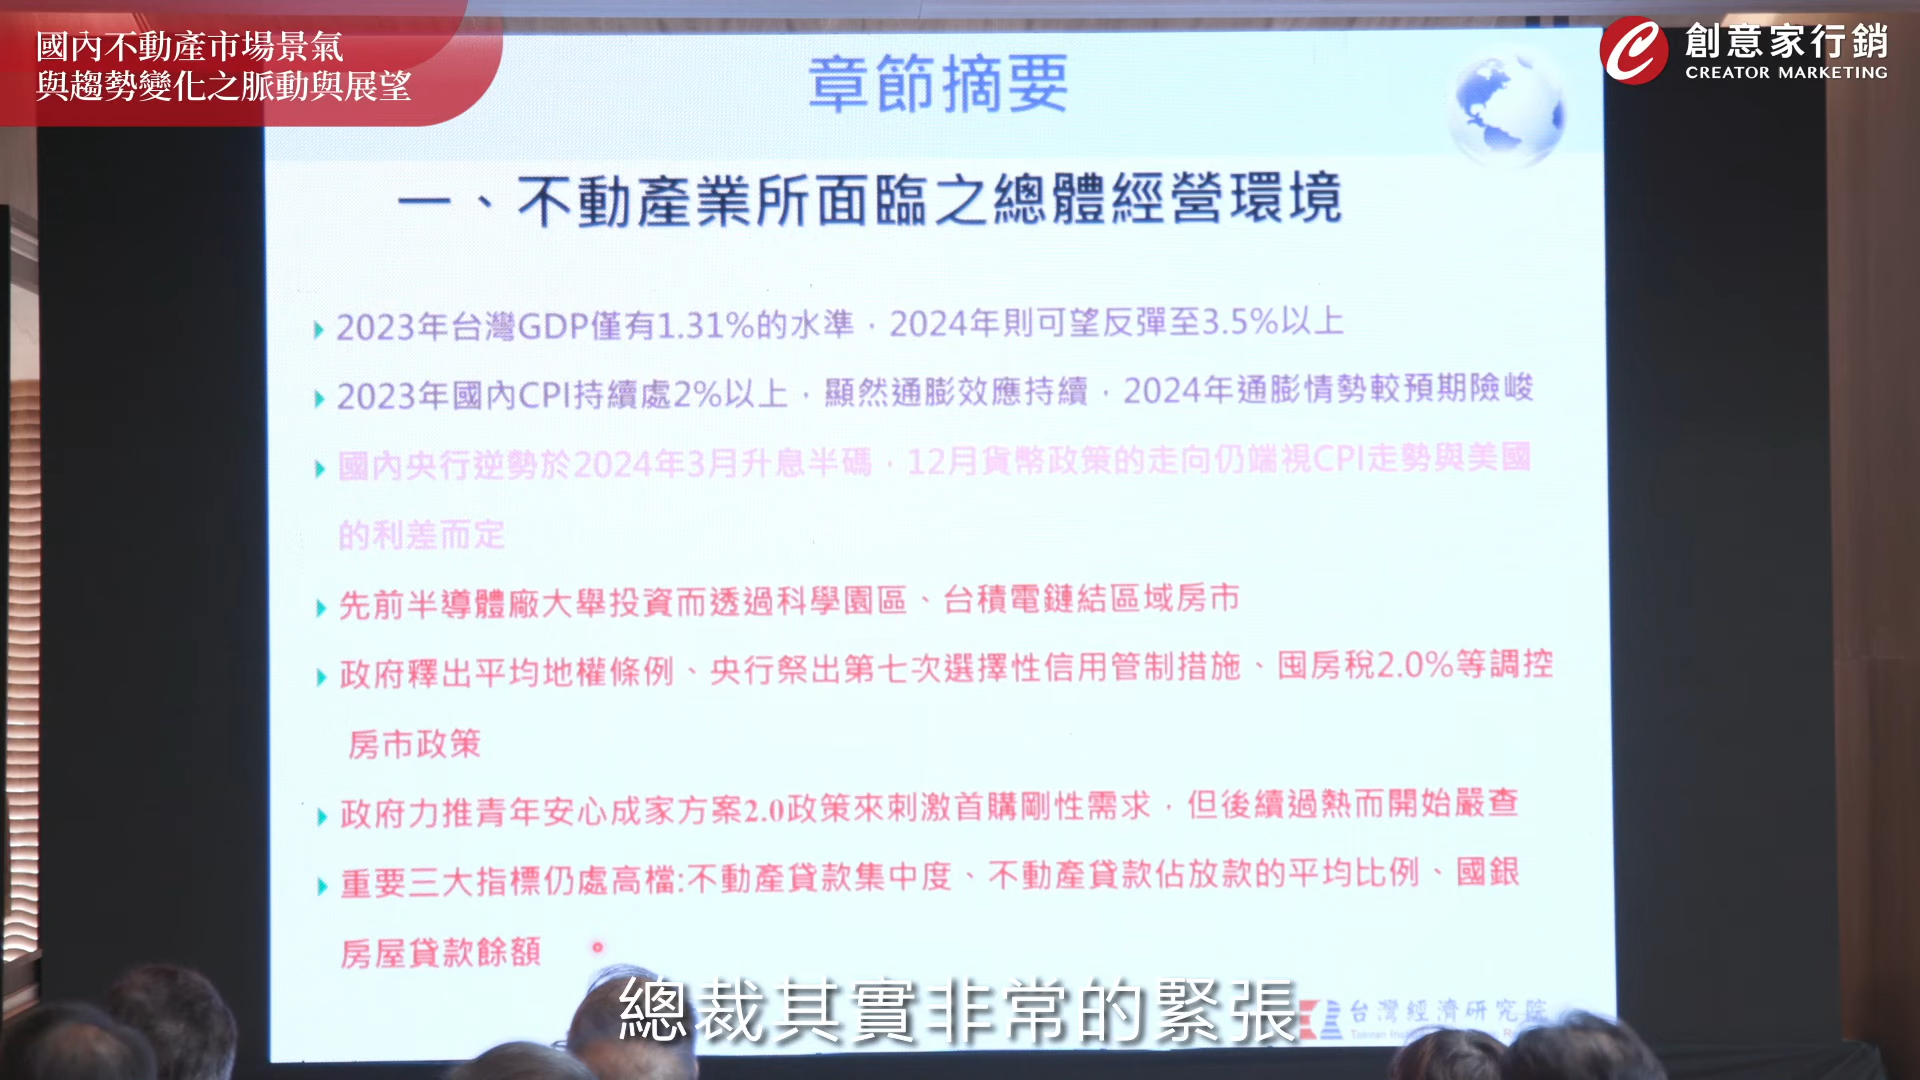 國內不動產市場景氣
與趨勢變化之脈動與展望
創意家行銷
CREATOR MARKETING
章節摘要
一、不動產業所面臨之總體經營環境
2023年台灣GDP僅有1.31%的水準，2024年則可望反彈至3.5%以上
2023年國內CPI持續處2%以上，顯然通膨效應持續，2024年通膨情勢較預期險峻
國內央行逆勢於2024年3月升息半碼，12月貨幣政策的走向仍端視CPI走勢與美國
的利差而定
先前半導體廠大舉投資而透過科學園區、台積電鏈結區域房市
政府釋出平均地權條例、央行祭出第七次選擇性信用管制措施、囤房稅2.0%等調控
房市政策
政府力推青年安心成家方案2.0政策來刺激首購剛性需求，但後續過熱而開始嚴查
重要三大指標仍處高檔:不動產貸款集中度、不動產貸款佔放款的平均比例、國銀
房屋貸款餘額
總裁其實非常的緊張
台灣經濟研究院
Taiwan